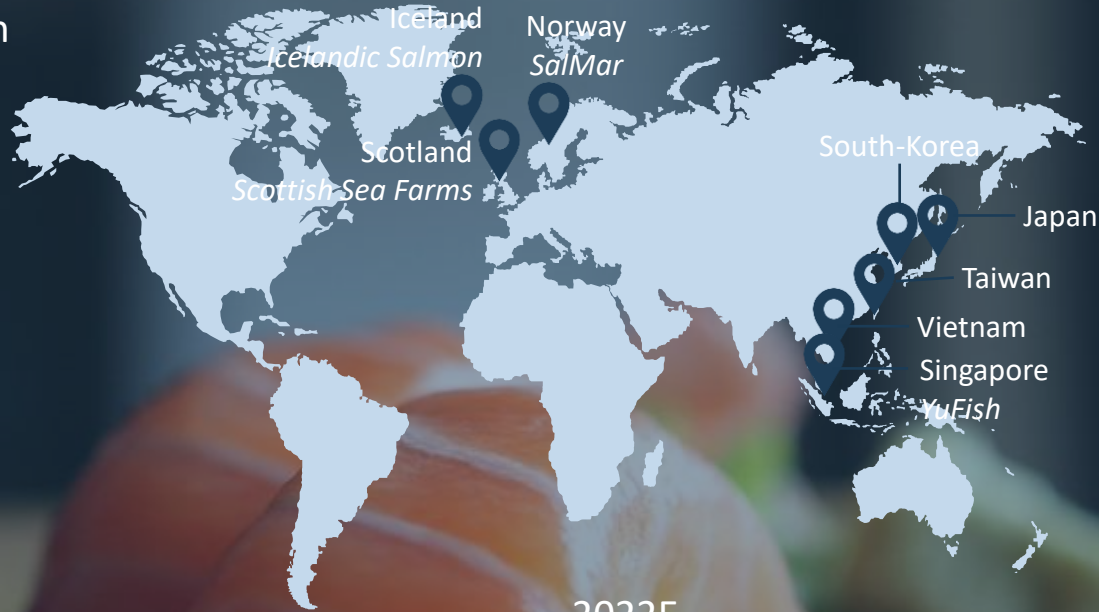 Iceland
Icelandic Salmon
Norway
SalMar
Scotland
Scottish Sea Farms
South-Korea
Japan
Taiwan
Vietnam
Singapore
YuFish